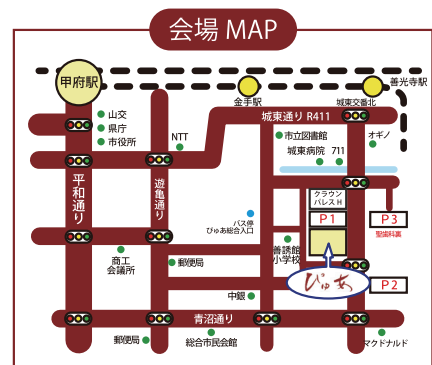 会場 MAP
甲府駅
善光寺駅
金手駅
城東交番北
山交
県庁
市役所
NTT
城東通り R411
市立図書館
オギノ
城東病院
711
平和通り
遊亀通り
クラウン
パレス H
バス停
ぴゅあ総合入口
P1
P3
聖歯科裏
善誘館
小学校
商工
会議所
郵便局
ぴゅあ
P2
中銀
青沼通り
郵便局
総合市民会館
マクドナルド